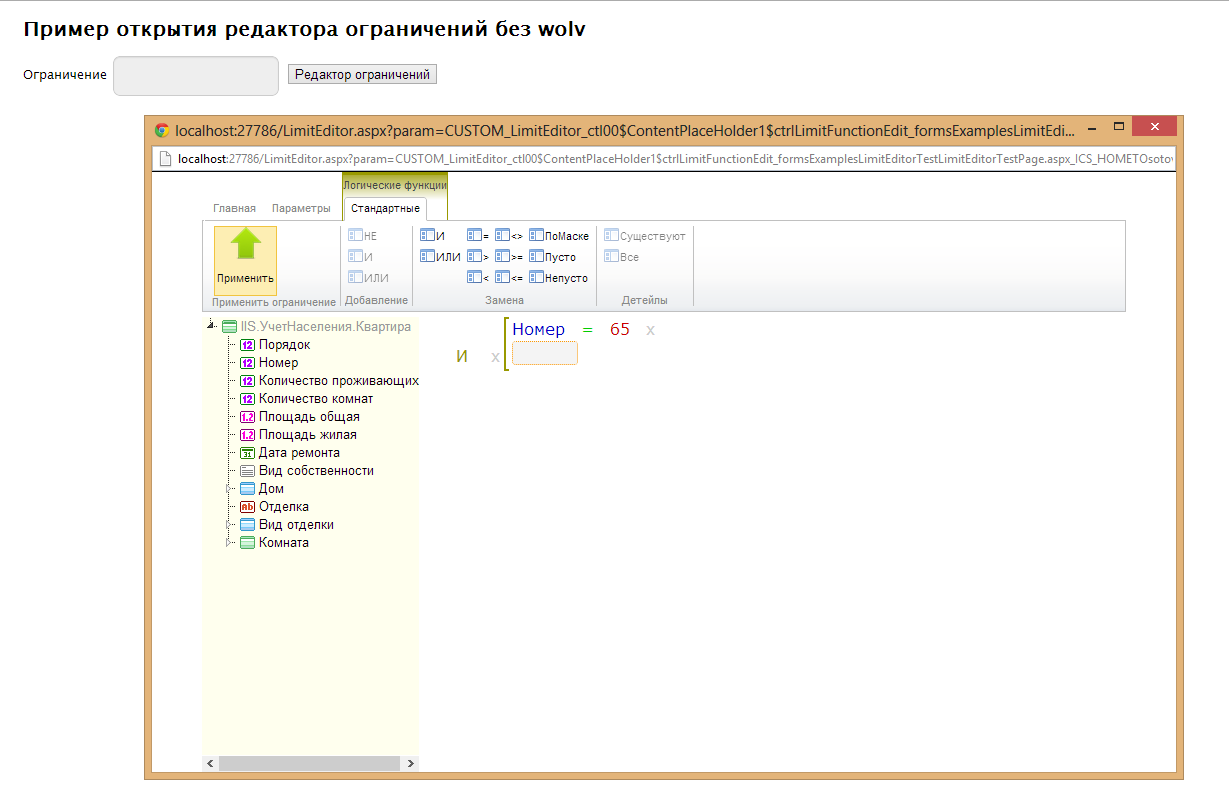 Пример открытия редактора ограничений без wolv
Ограничение Редактор ограничений
localhost:27786/LimitEditor.aspx?param=CUSTOM_LimitEditor_ctl00$ContentPlaceHolder1$ctrlLimitFunctionEdit_formsExamplesLimitEdi...
localhost:27786/LimitEditor.aspx?param=CUSTOM_LimitEditor_ctl00$ContentPlaceHolder1$ctrlLimitFunctionEdit_formsExamplesLimitEditorTestLimitEditorTestPage.aspx_ICS_HOMETOsotov
Логические функции
Главная Параметры Стандартные
НЕ И = <> ПоМаске Существуют
И ИЛИ > >= Пусто Все
Применить ИЛИ < <= Непусто
Применить ограничение Добавление Замена Детейлы
IIS.УчетНаселения.Квартира
Порядок
Номер
Количество проживающих
Количество комнат
Площадь общая
Площадь жилая
Дата ремонта
Вид собственности
Дом
Отделка
Вид отделки
Комната
Номер = 65 x
И x